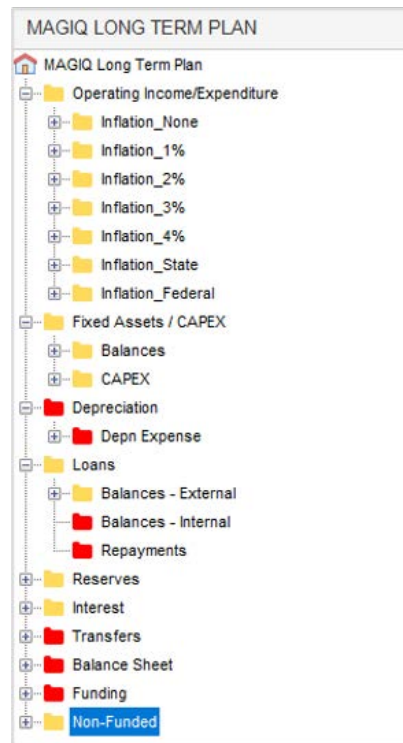 MAGIQ LONG TERM PLAN
MAGIQ Long Term Plan
Operating Income/Expenditure
Inflation_None
Inflation_1%
Inflation_2%
Inflation_3%
Inflation_4%
Inflation_State
Inflation_Federal
Fixed Assets / CAPEX
Balances
CAPEX
Depreciation
Depn Expense
Loans
Balances - External
Balances - Internal
Repayments
Reserves
Interest
Transfers
Balance Sheet
Funding
Non-Funded